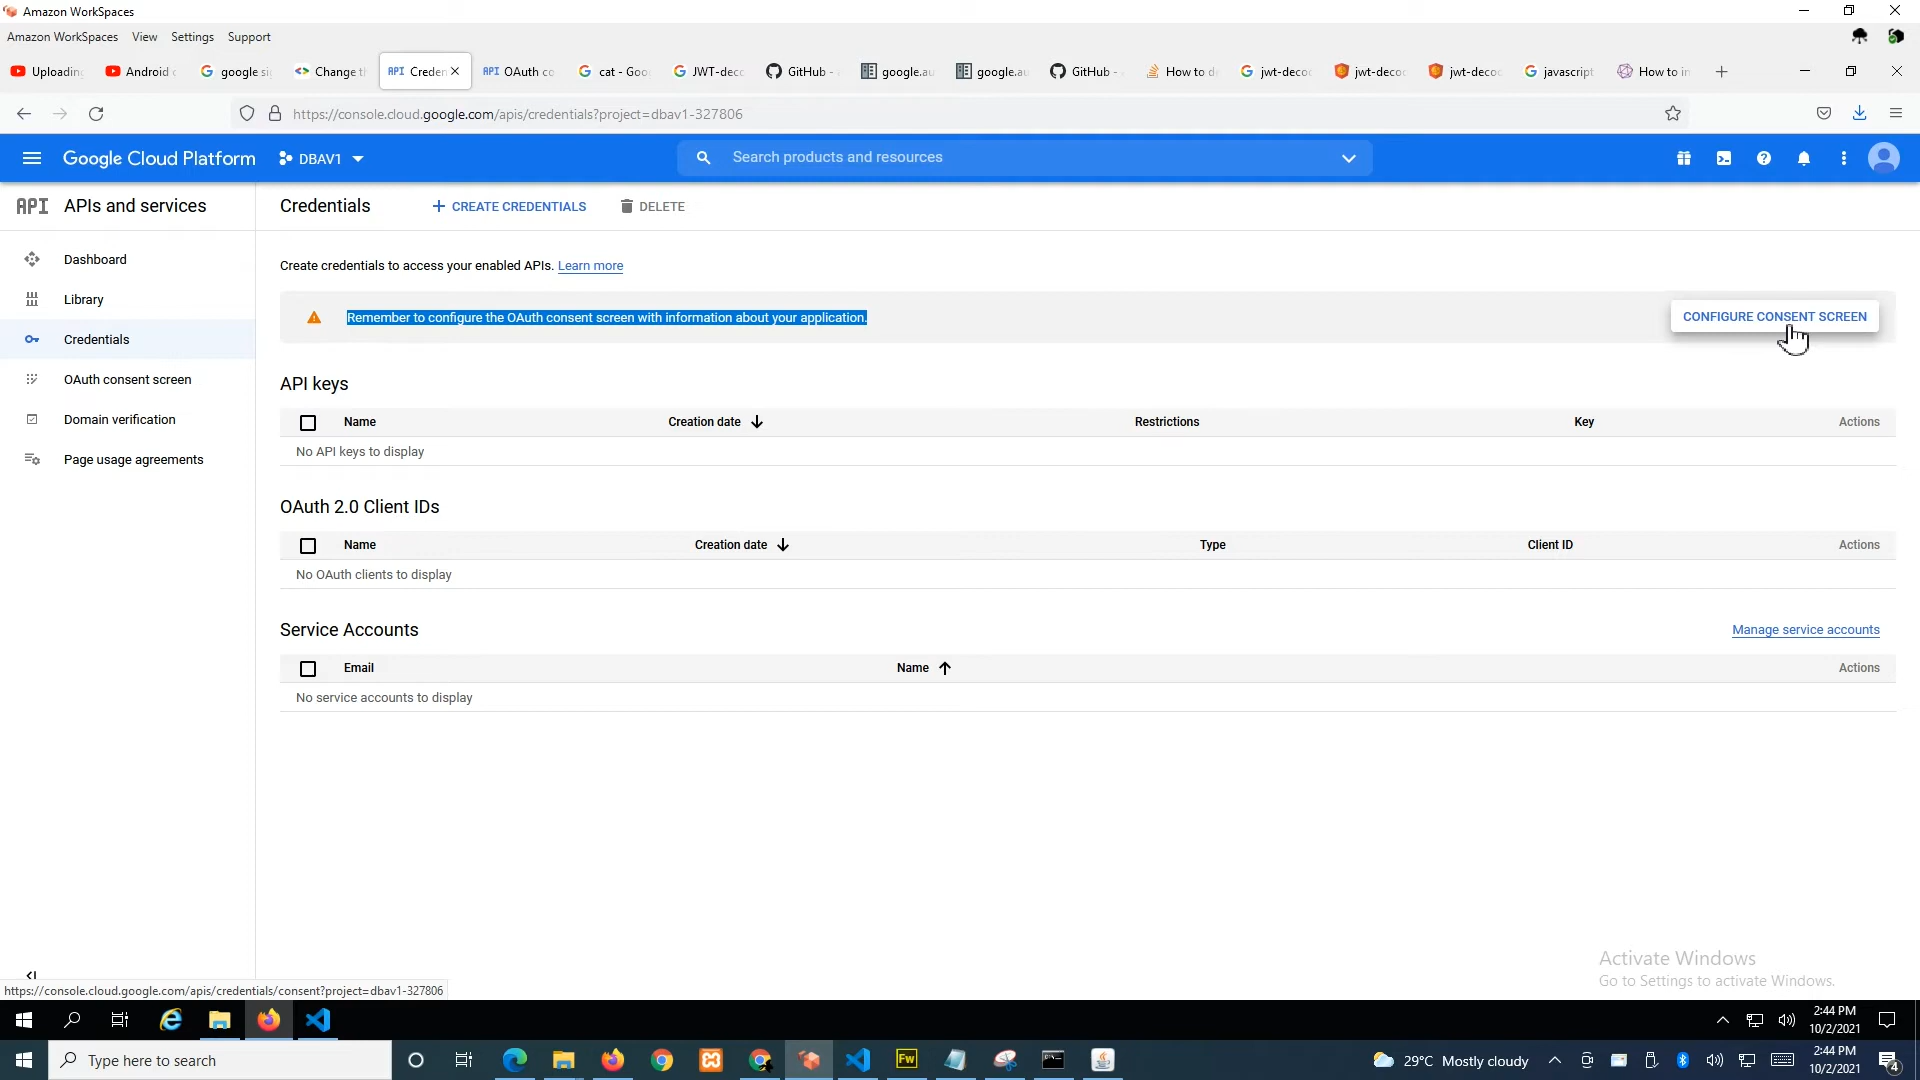 Amazon WorkSpaces
Amazon WorkSpaces View Settings Support
Uploadin Android c google.si Change th API Creden API OAuth co cat - Goo JWT-deco GitHub - google.au google.au GitHub - How to d jwt-decod jwt-decod jwt-decod javascript How to in
https://console.cloud.google.com/apis/credentials?project=dbav1-327806
Google Cloud Platform DBAV1 Search products and resources
API APIs and services
Dashboard
Library
Credentials
OAuth consent screen
Domain verification
Page usage agreements
Credentials + CREATE CREDENTIALS DELETE
Create credentials to access your enabled APIs. Learn more
Remember to configure the OAuth consent screen with information about your application. CONFIGURE CONSENT SCREEN
API keys
Name Creation date Restrictions Key Actions
No API keys to display
OAuth 2.0 Client IDs
Name Creation date Type Client ID Actions
No OAuth clients to display
Service Accounts Manage service accounts
Email Name Actions
No service accounts to display
Activate Windows
Go to Settings to activate Windows.
https://console.cloud.google.com/apis/credentials/consent?project=dbav1-327806
2:44 PM
10/2/2021
Type here to search Fw 29°C Mostly cloudy
2:44 PM
10/2/2021
4